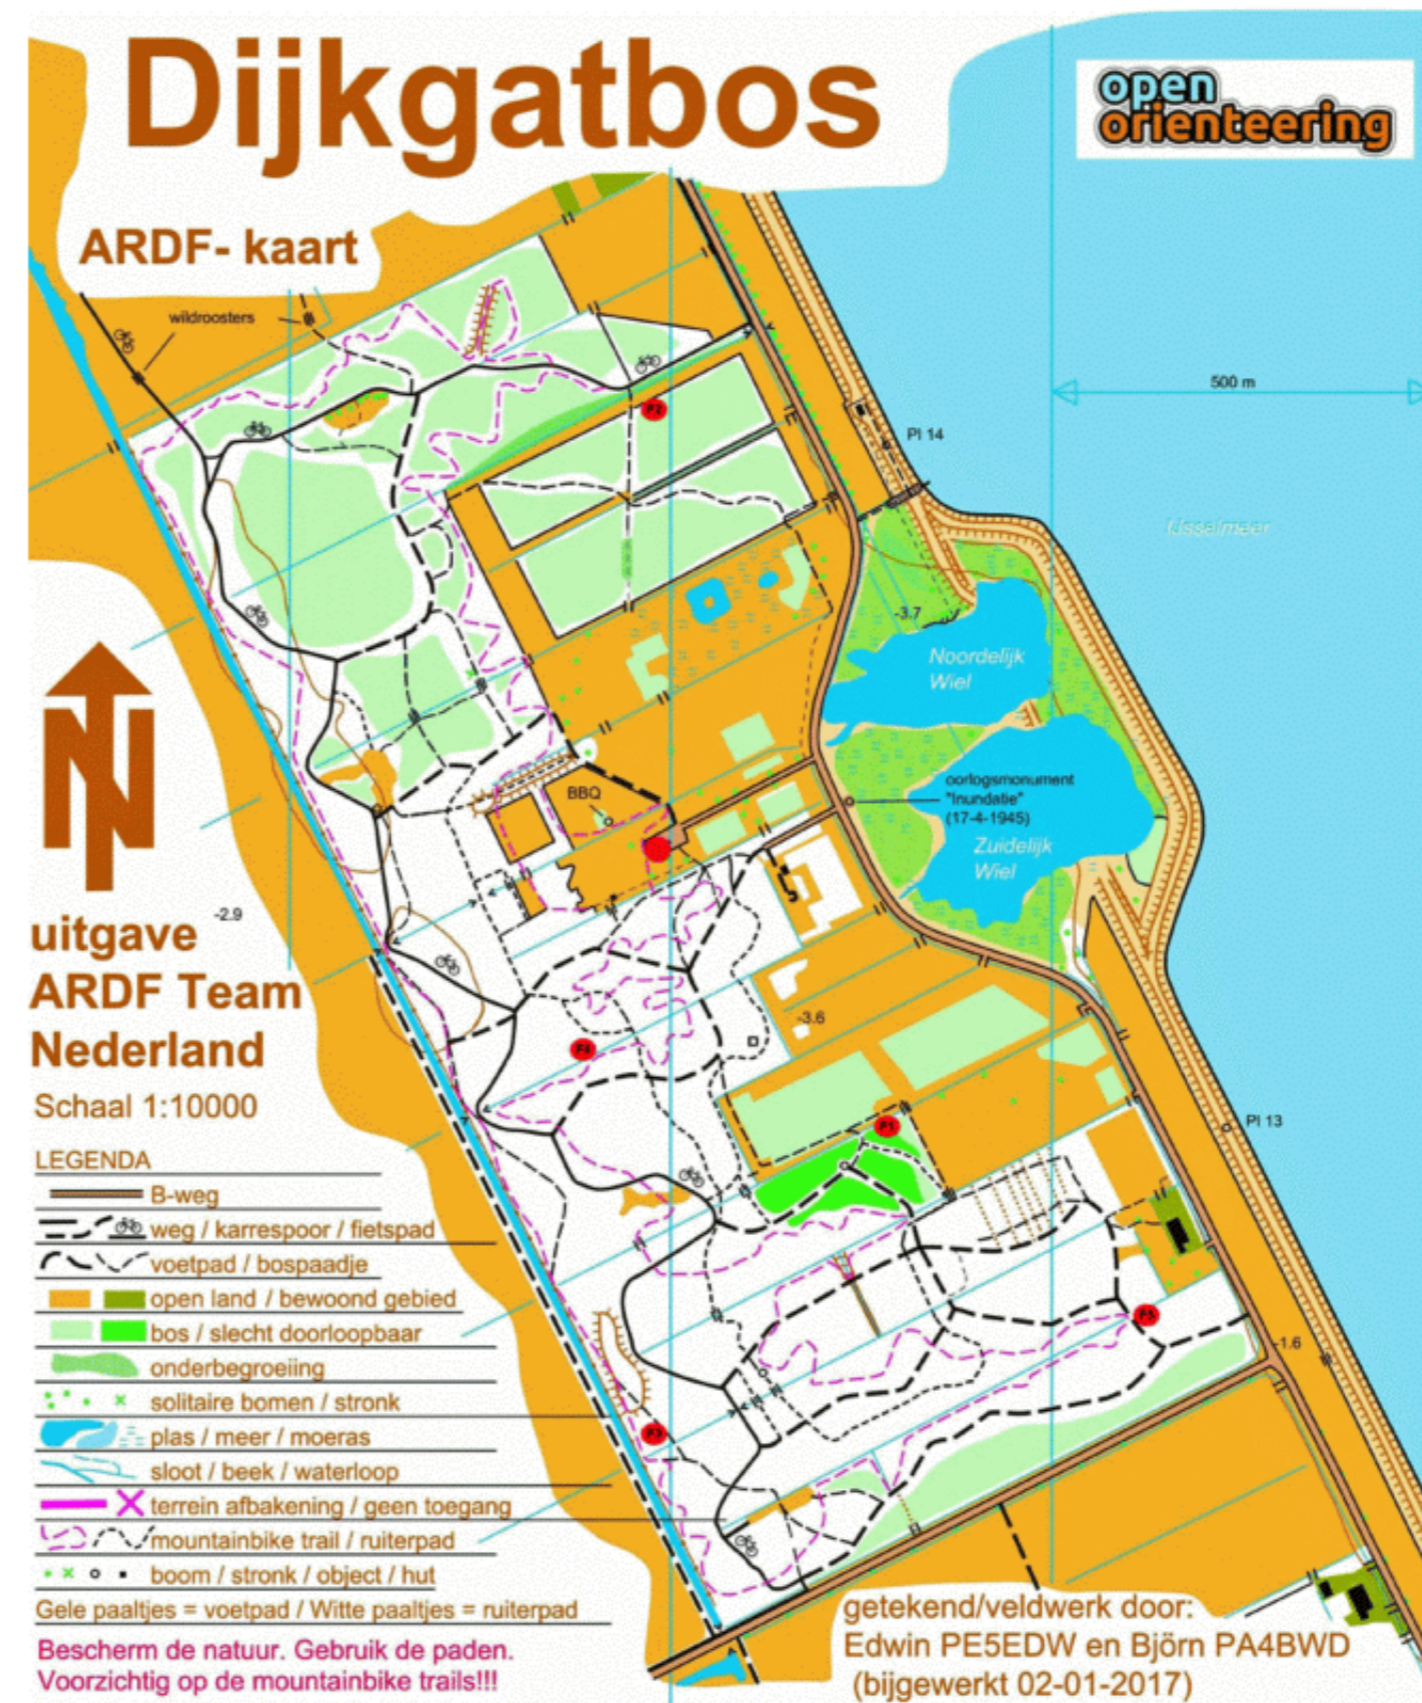 Dijkgatbos
open
orienteering
ARDF- kaart
wildroosters
500 m
F2
Pl 14
IJsselmeer
-3.7
Noordelijk
Wiel
oorlogsmonument
"Inundatie"
(17-4-1945)
BBQ
Zuidelijk
Wiel
N
-2.9
uitgave
ARDF Team
Nederland
-3.6
F4
Schaal 1:10000
F1
Pl 13
LEGENDA
B-weg
weg / karrespoor / fietspad
voetpad / bospaadje
open land / bewoond gebied
F5
bos / slecht doorloopbaar
-1.6
onderbegroeiing
solitaire bomen / stronk
F3
plas / meer / moeras
sloot / beek / waterloop
terrein afbakening / geen toegang
mountainbike trail / ruiterpad
boom / stronk / object / hut
Gele paaltjes = voetpad / Witte paaltjes = ruiterpad
Bescherm de natuur. Gebruik de paden.
Voorzichtig op de mountainbike trails!!!
getekend/veldwerk door:
Edwin PE5EDW en Björn PA4BWD
(bijgewerkt 02-01-2017)